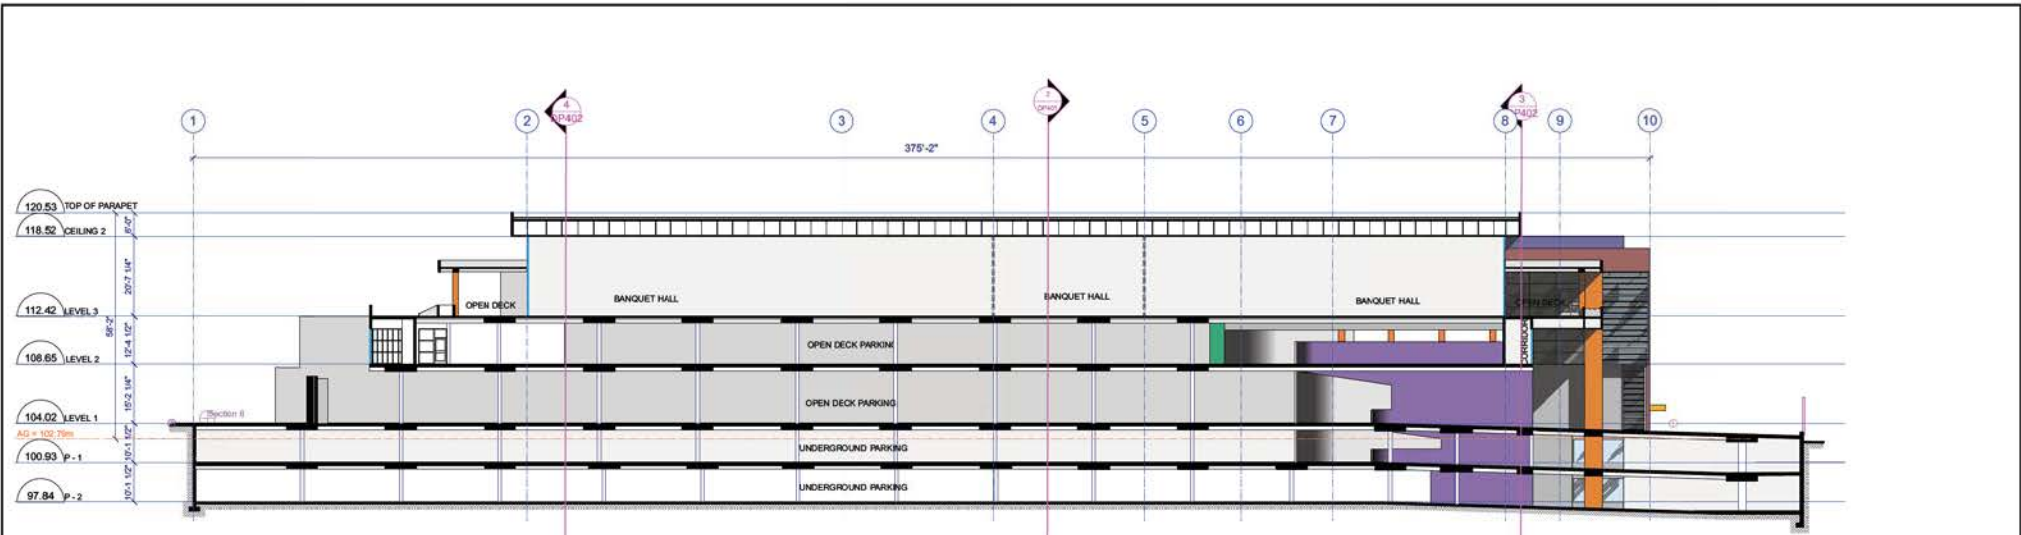 4
DP402
3
DP402
1
2
3
4
5
6
7
8
9
10
375'-2"
120.53 TOP OF PARAPET
6'-0"
118.52 CEILING 2
20'-7 1/4"
OPEN DECK
BANQUET HALL
BANQUET HALL
BANQUET HALL
OPEN DECK
112.42 LEVEL 3
58'-2"
12'-4 1/2"
OPEN DECK PARKING
CORRIDOR
108.65 LEVEL 2
15'-2 1/4"
OPEN DECK PARKING
104.02 LEVEL 1
Section 6
AG = 102.79m
10'-1 1/2"
UNDERGROUND PARKING
100.93 P - 1
10'-1 1/2"
UNDERGROUND PARKING
97.84 P - 2